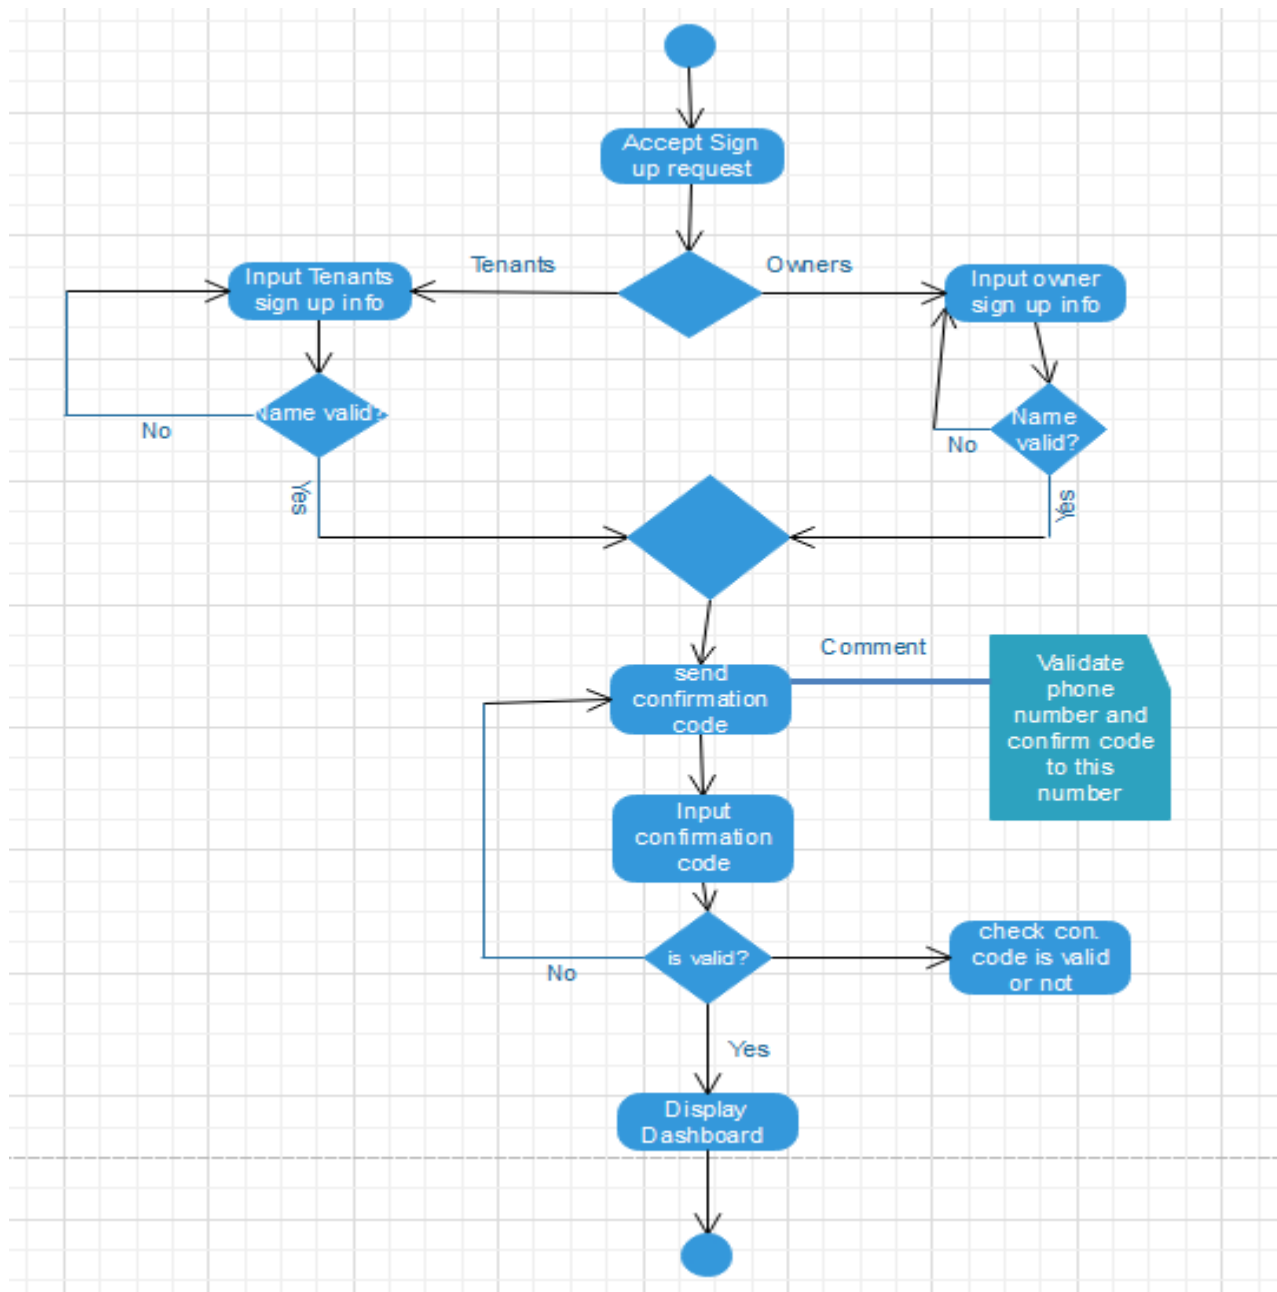 Accept Sign
up request
Tenants
Owners
Input Tenants
sign up info
Input owner
sign up info
Name valid?
No
Yes
Name
valid?
No
Yes
Comment
send
confirmation
code
Validate
phone
number and
confirm code
to this
number
Input
confirmation
code
is valid?
No
check con.
code is valid
or not
Yes
Display
Dashboard